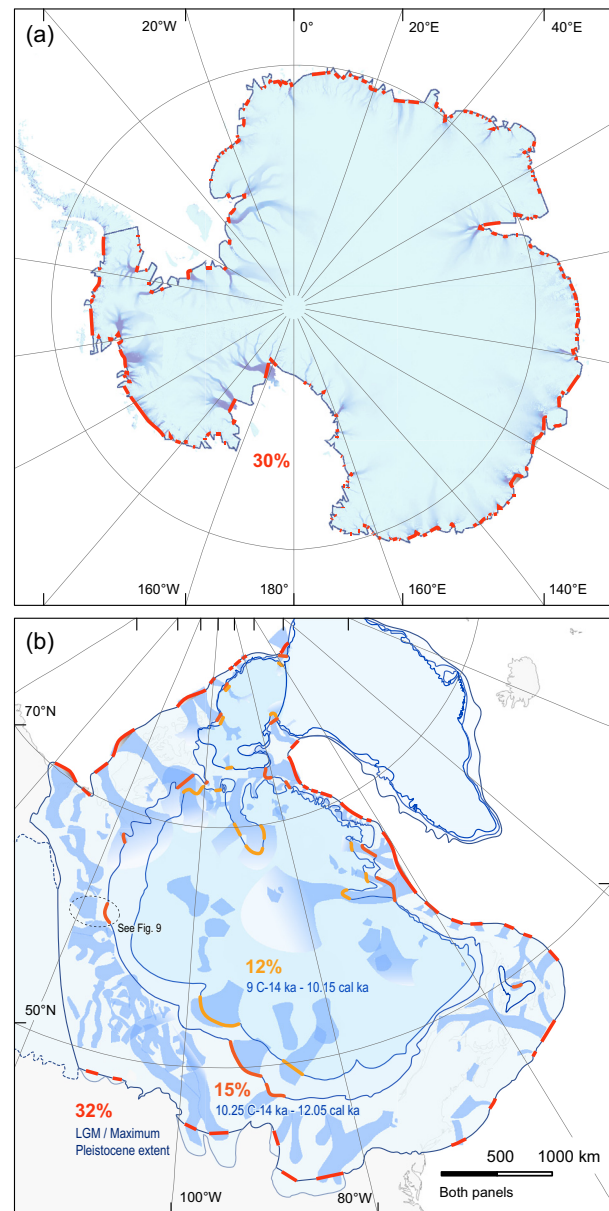 (a)
20°W
0°
20°E
40°E
30%
160°W
180°
160°E
140°E
(b)
70°N
See Fig. 9
12%
9 C-14 ka - 10.15 cal ka
50°N
15%
10.25 C-14 ka - 12.05 cal ka
32%
LGM / Maximum
Pleistocene extent
500 1000 km
Both panels
100°W
80°W